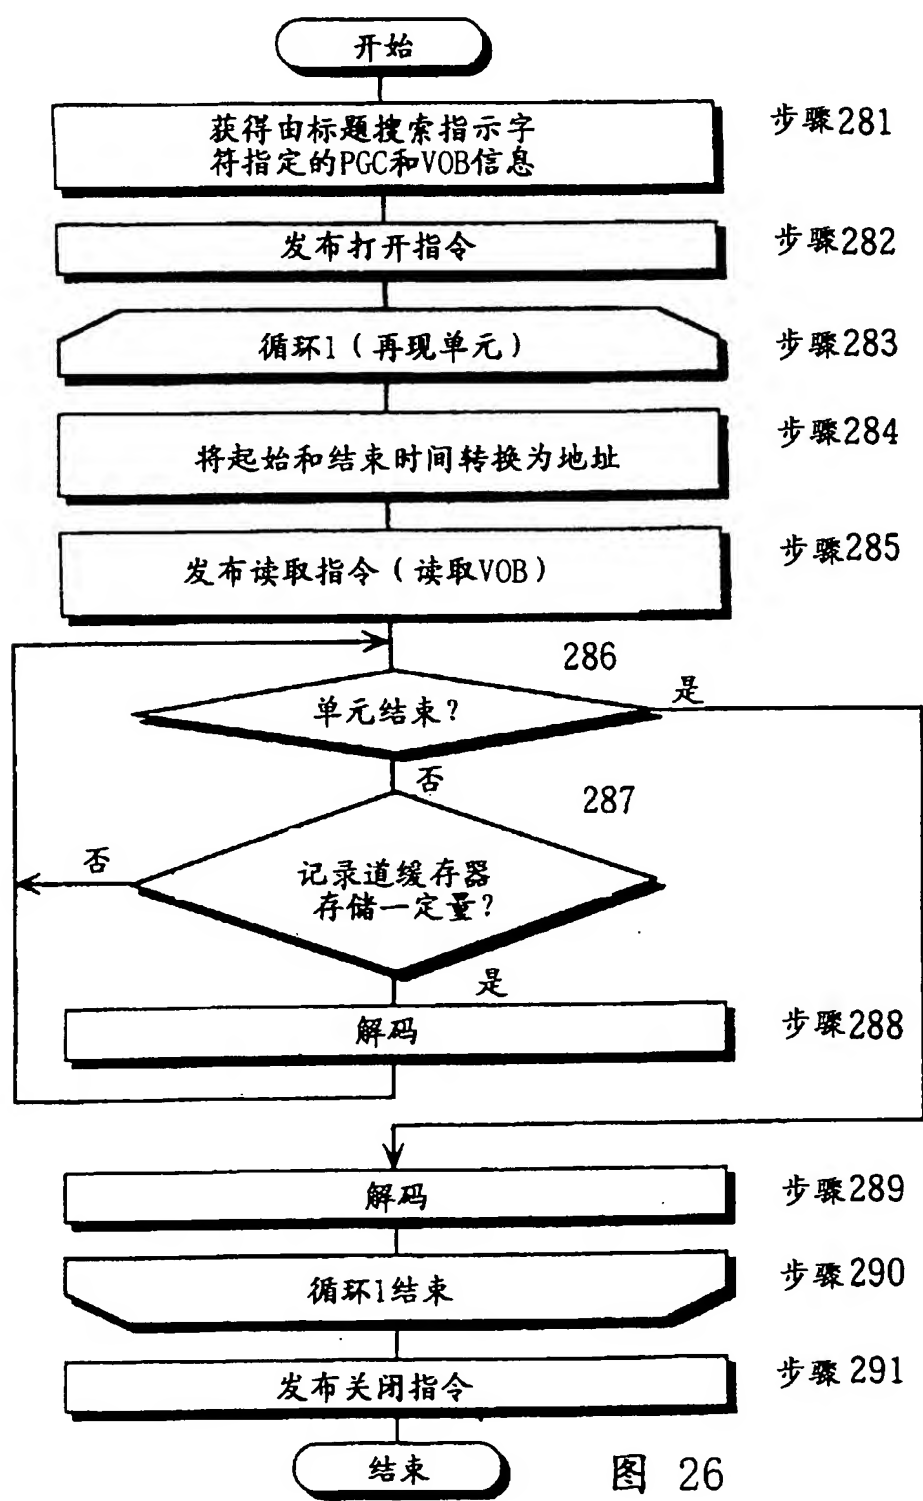 开始
获得由标题搜索指示字
符指定的PGC和VOB信息
步骤281
发布打开指令
步骤282
循环1（再现单元）
步骤283
将起始和结束时间转换为地址
步骤284
发布读取指令（读取VOB）
步骤285
286
单元结束？
是
否
287
记录道缓存器
存储一定量？
否
是
解码
步骤288
解码
步骤289
循环1结束
步骤290
发布关闭指令
步骤291
结束
图 26